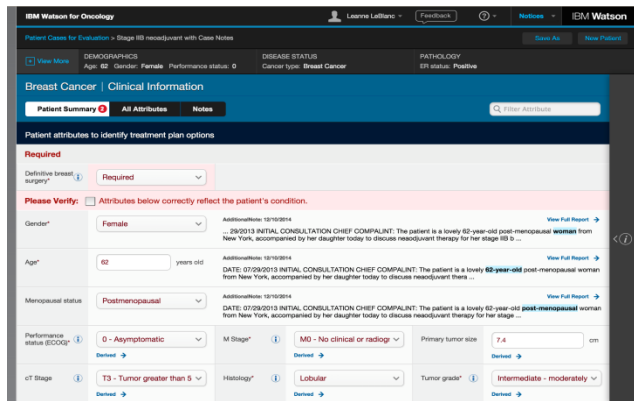 IBM Watson for Oncology
Leanne LaBlanc
Feedback
?
Notices
IBM Watson
Patient Cases for Evaluation > Stage IIB neoadjuvant with Case Notes
Save As
New Patient
+ View More
DEMOGRAPHICS
Age: 62 Gender: Female Performance status: 0
DISEASE STATUS
Cancer type: Breast Cancer
PATHOLOGY
ER status: Positive
Breast Cancer | Clinical Information
Patient Summary 2
All Attributes
Notes
Filter Attribute
Patient attributes to identify treatment plan options
Required
Definitive breast surgery* i
Required
Please Verify: Attributes below correctly reflect the patient's condition.
Gender*
Female
AdditionalNote: 12/10/2014
View Full Report →
... 29/2013 INITIAL CONSULTATION CHIEF COMPALINT: The patient is a lovely 62-year-old post-menopausal woman from
New York, accompanied by her daughter today to discuss neaodjuvant therapy for her stage IIB b ...
Age*
62 years old
AdditionalNote: 12/10/2014
View Full Report →
DATE: 07/29/2013 INITIAL CONSULTATION CHIEF COMPALINT: The patient is a lovely 62-year-old post-menopausal woman
from New York, accompanied by her daughter today to discuss neaodjuvant thera ...
Menopausal status
Postmenopausal
AdditionalNote: 12/10/2014
View Full Report →
DATE: 07/29/2013 INITIAL CONSULTATION CHIEF COMPALINT: The patient is a lovely 62-year-old post-menopausal woman
from New York, accompanied by her daughter today to discuss neaodjuvant therapy for her stage ...
Performance status (ECOG)* i
0 - Asymptomatic
Derived →
M Stage* i
M0 - No clinical or radiogr
Derived →
Primary tumor size
7.4 cm
Derived →
cT Stage i
T3 - Tumor greater than 5
Derived →
Histology* i
Lobular
Derived →
Tumor grade* i
Intermediate - moderately
Derived →
< i